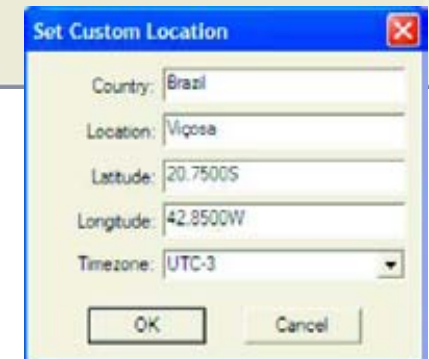 Set Custom Location
Country: Brazil
Location: Viçosa
Latitude: 20.7500S
Longitude: 42.8500W
Timezone: UTC-3
OK Cancel